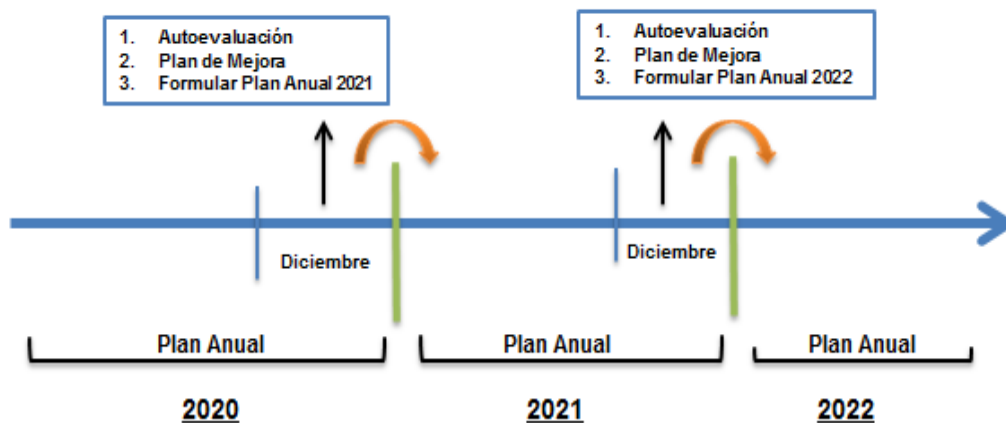 1. Autoevaluación
2. Plan de Mejora
3. Formular Plan Anual 2021
1. Autoevaluación
2. Plan de Mejora
3. Formular Plan Anual 2022
Diciembre
Diciembre
Plan Anual
Plan Anual
Plan Anual
2020
2021
2022